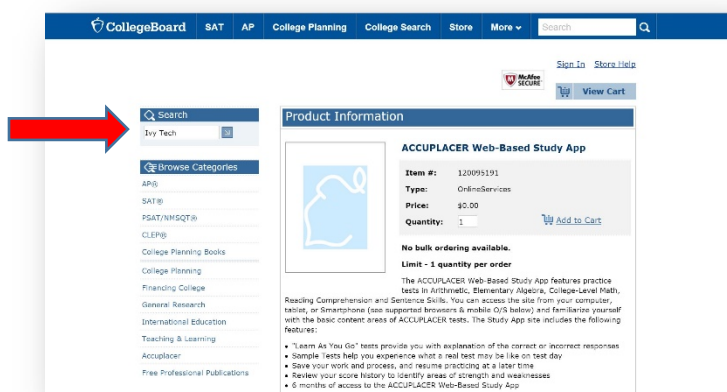 CollegeBoard SAT AP College Planning College Search Store More Search
Sign In Store Help
McAfee SECURE
View Cart
Search
Ivy Tech
Browse Categories
AP®
SAT®
PSAT/NMSQT®
CLEP®
College Planning Books
College Planning
Financing College
General Research
International Education
Teaching & Learning
Accuplacer
Free Professional Publications
Product Information
ACCUPLACER Web-Based Study App
Item #: 120095191
Type: OnlineServices
Price: $0.00
Quantity: 1 Add to Cart
No bulk ordering available.
Limit - 1 quantity per order
The ACCUPLACER Web-Based Study App features practice
tests in Arithmetic, Elementary Algebra, College-Level Math,
Reading Comprehension and Sentence Skills. You can access the site from your computer,
tablet, or Smartphone (see supported browsers & mobile O/S below) and familiarize yourself
with the basic content areas of ACCUPLACER tests. The Study App site includes the following
features:
• "Learn As You Go" tests provide you with explanation of the correct or incorrect responses
• Sample Tests help you experience what a real test may be like on test day
• Save your work and process, and resume practicing at a later time
• Review your score history to identify areas of strength and weaknesses
• 6 months of access to the ACCUPLACER Web-Based Study App